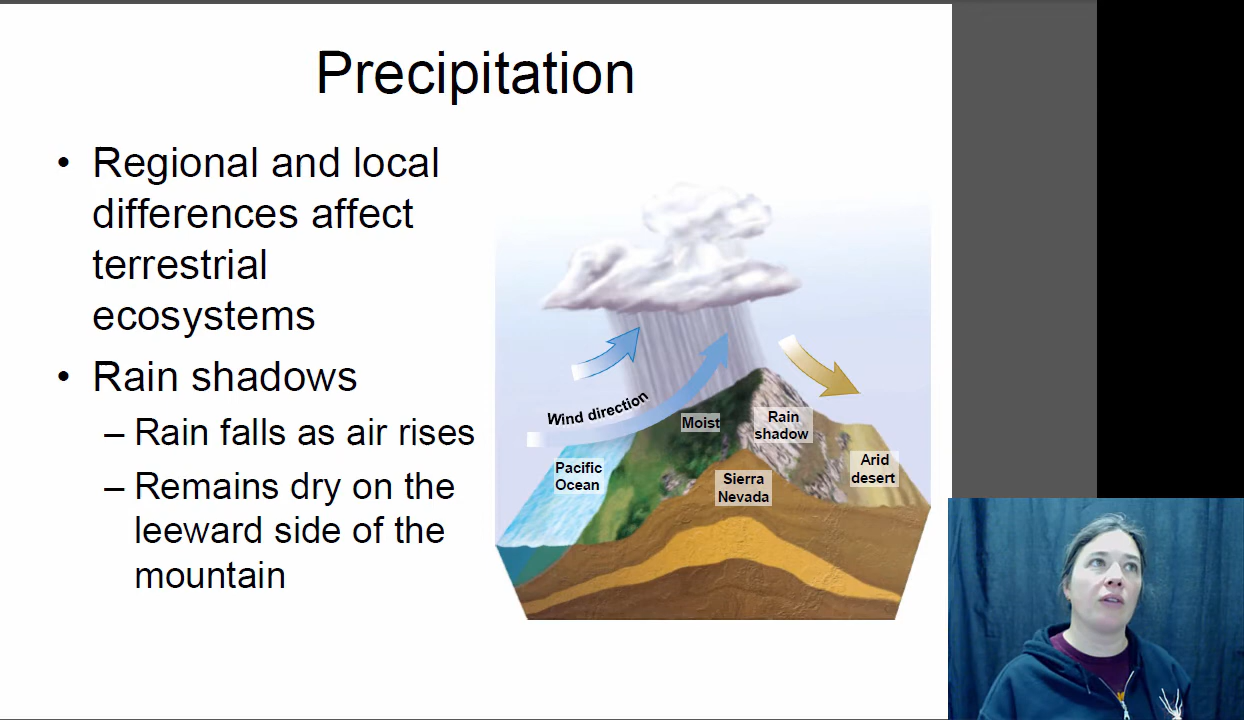 Precipitation
• Regional and local
differences affect
terrestrial
ecosystems
• Rain shadows
– Rain falls as air rises
– Remains dry on the
leeward side of the
mountain
Wind direction
Moist
Rain
shadow
Pacific
Ocean
Sierra
Nevada
Arid
desert